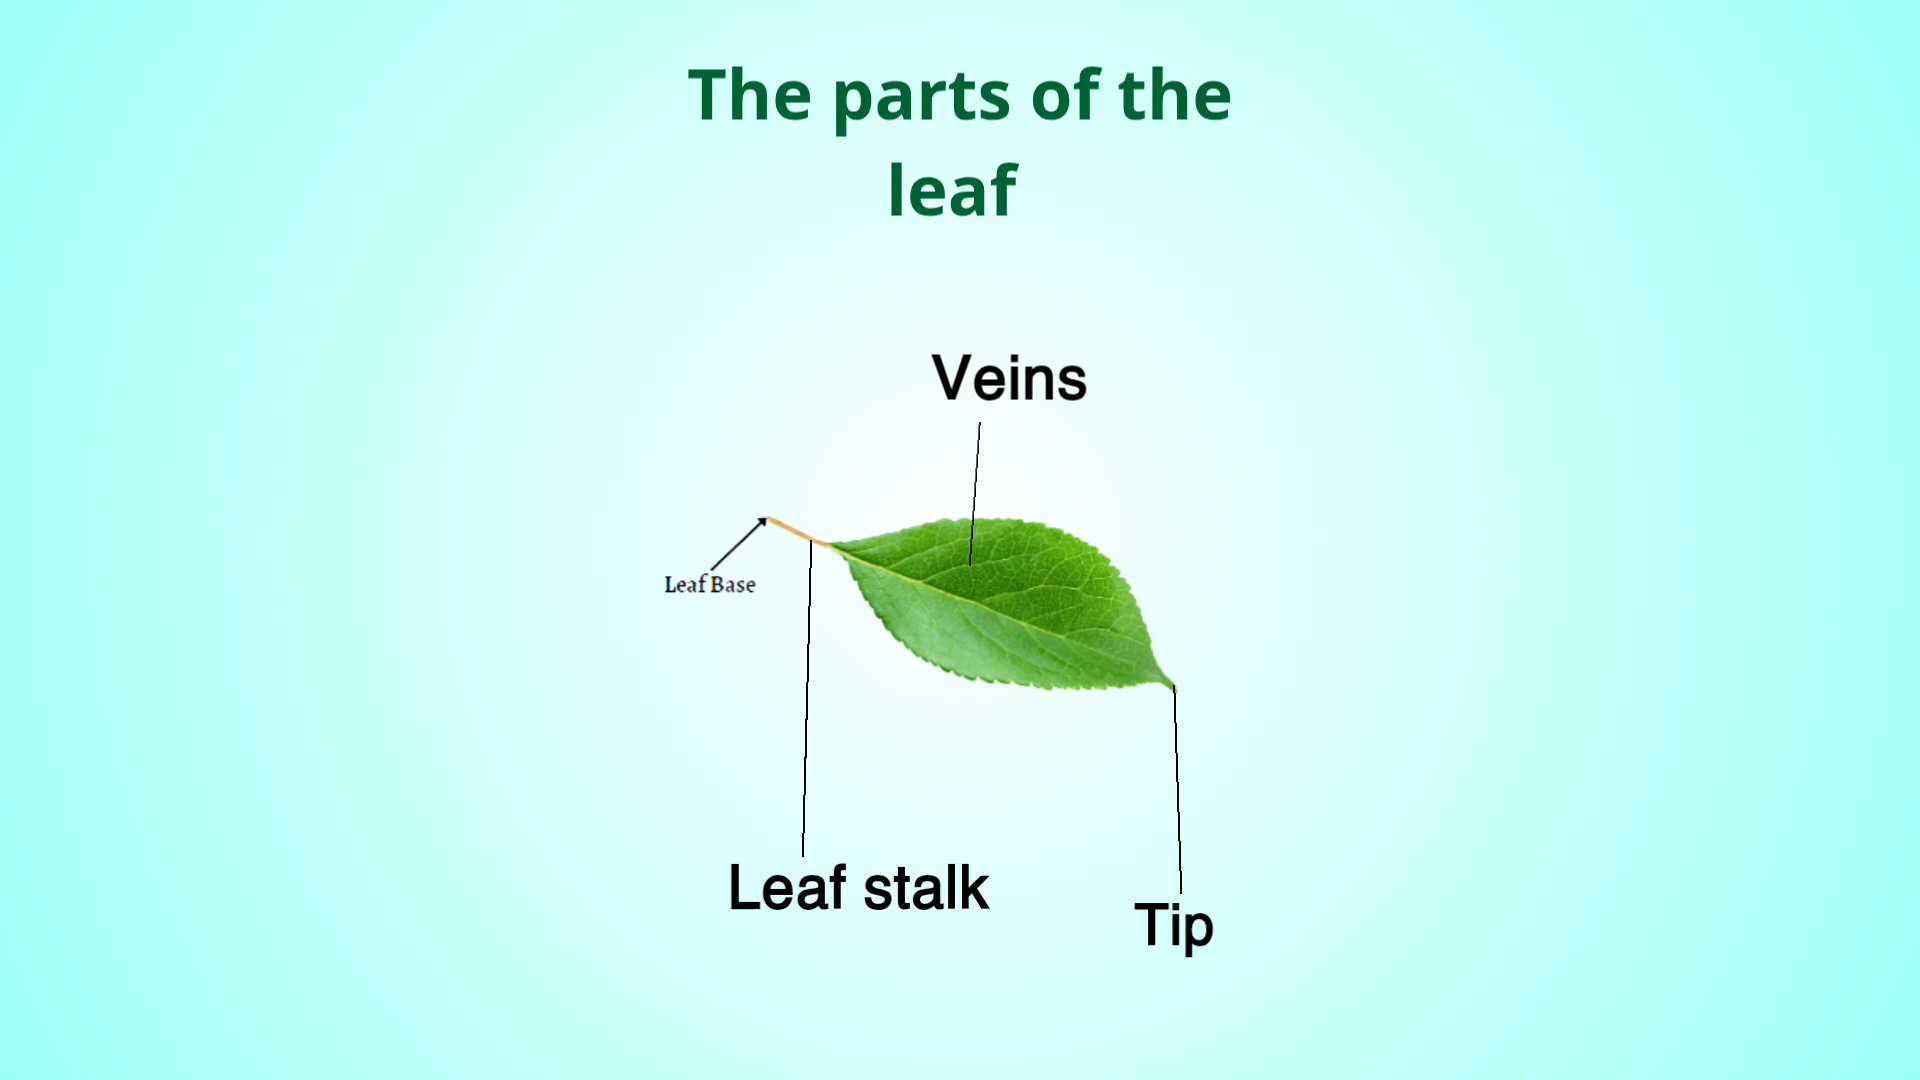 The parts of the
leaf
Veins
Leaf Base
Leaf stalk
Tip